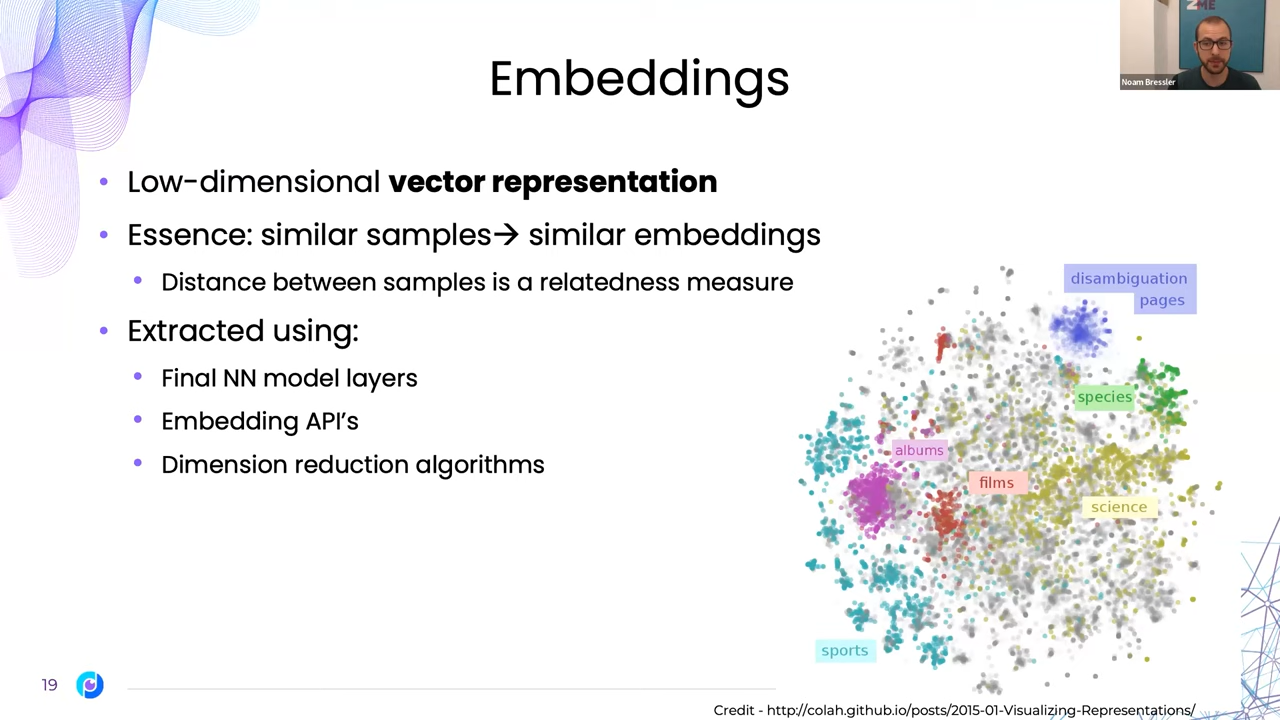 Embeddings
ZME
Noam Bressler
• Low-dimensional vector representation
• Essence: similar samples→ similar embeddings
• Distance between samples is a relatedness measure
• Extracted using:
• Final NN model layers
• Embedding API’s
• Dimension reduction algorithms
disambiguation
pages
species
albums
films
science
sports
19
Credit - http://colah.github.io/posts/2015-01-Visualizing-Representations/